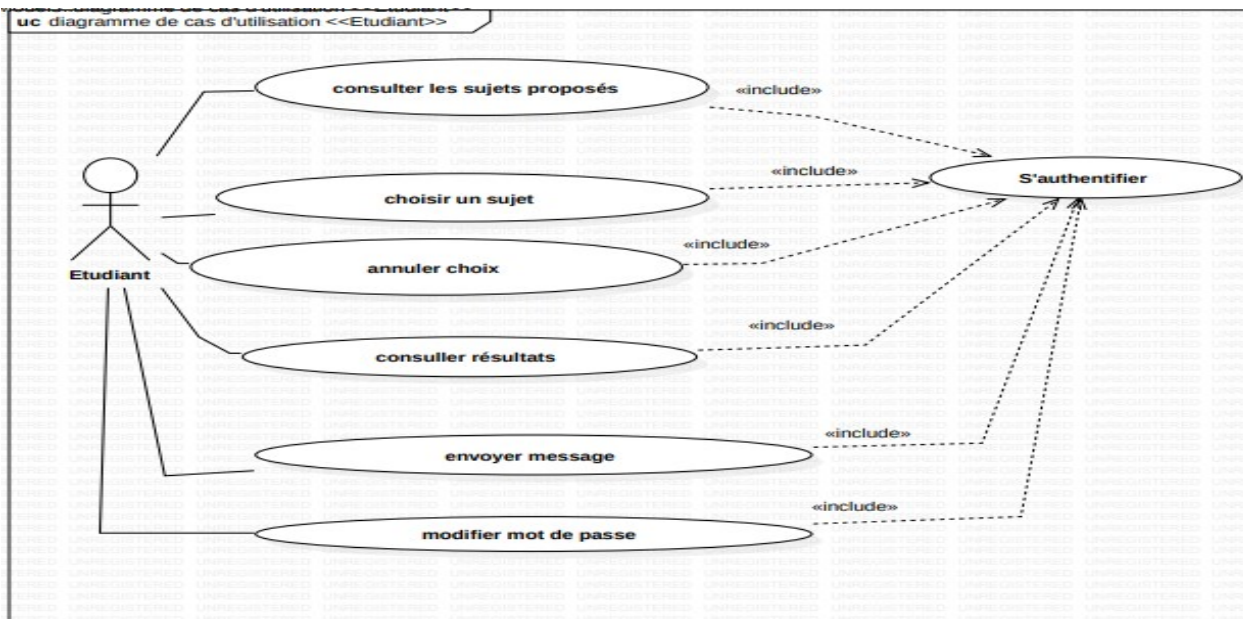 uc diagramme de cas d'utilisation <<Etudiant>>
consulter les sujets proposés
«include»
S'authentifier
«include»
choisir un sujet
«include»
annuler choix
Etudiant
«include»
consuller résultats
«include»
envoyer message
«include»
modifier mot de passe